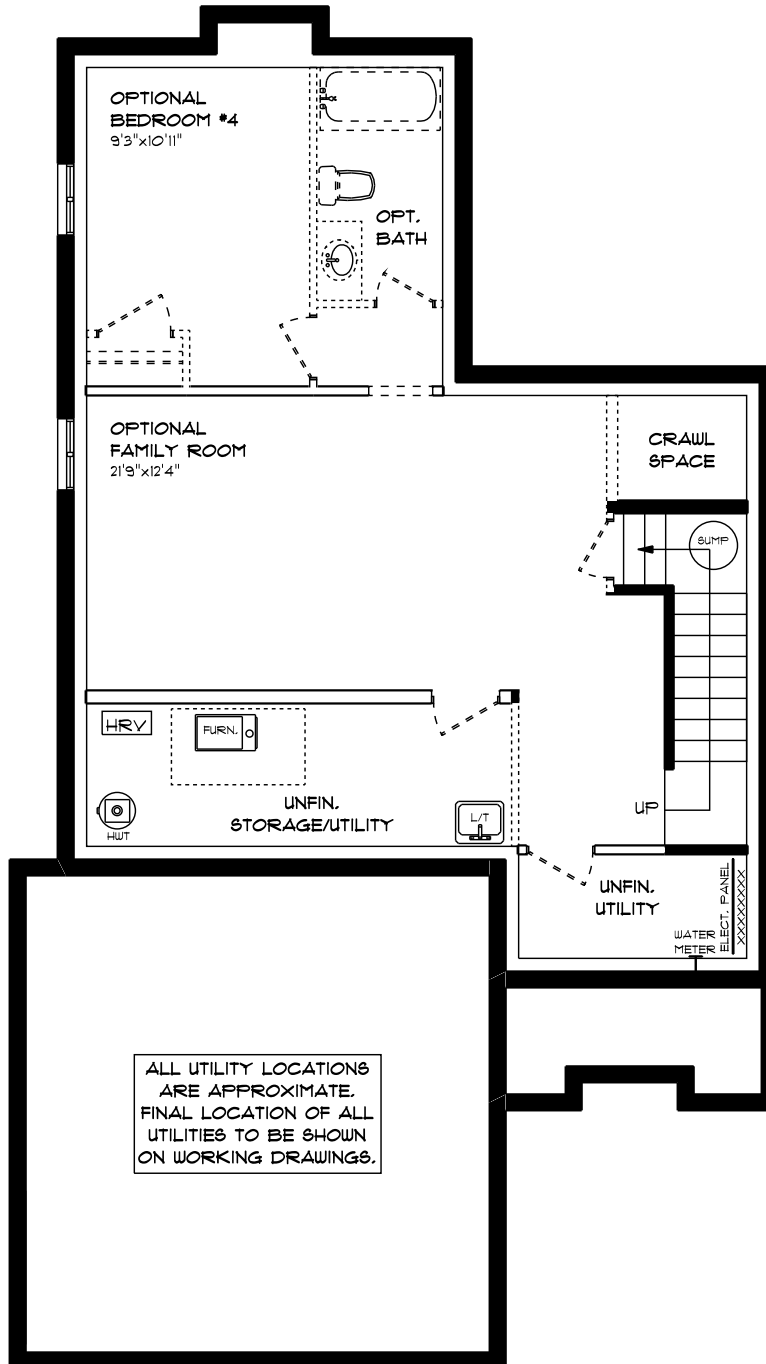 OPTIONAL
BEDROOM #4
9'3"x10'11"
OPT.
BATH
OPTIONAL
FAMILY ROOM
21'9"x12'4"
CRAWL
SPACE
SUMP
HRV
FURN.
HWT
UNFIN.
STORAGE/UTILITY
L/T
UP
UNFIN.
UTILITY
WATER
METER
ELECT. PANEL
XXXXXXXX
ALL UTILITY LOCATIONS
ARE APPROXIMATE.
FINAL LOCATION OF ALL
UTILITIES TO BE SHOWN
ON WORKING DRAWINGS.